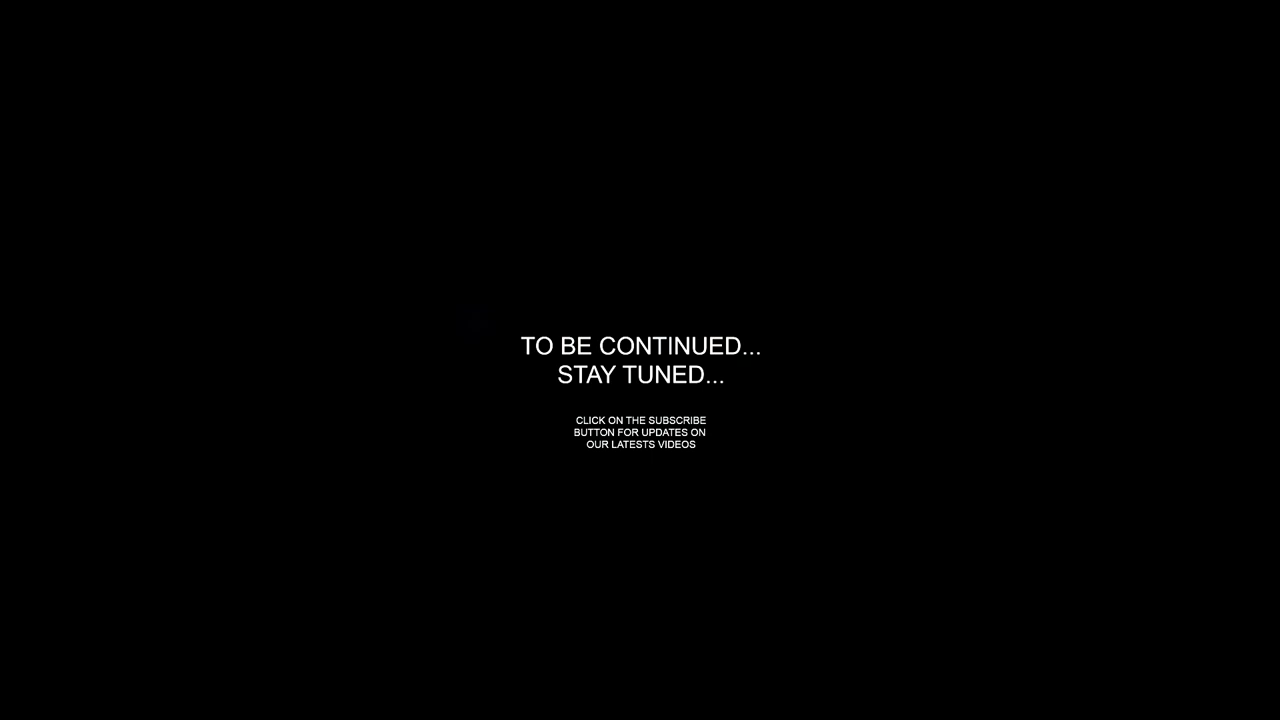 TO BE CONTINUED...
STAY TUNED...
CLICK ON THE SUBSCRIBE
BUTTON FOR UPDATES ON
OUR LATESTS VIDEOS